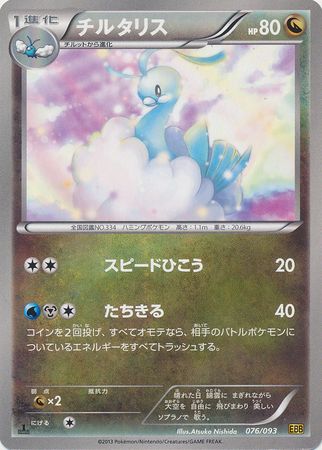 1進化
チルタリス
HP80
チルットから進化
全国図鑑NO.334 ハミングポケモン 高さ:1.1m 重さ:20.6kg
スピードひこう 20
たちきる 40
コインを2回投げ、すべてオモテなら、相手のバトルポケモンに
ついているエネルギーをすべてトラッシュする。
弱点 抵抗力
×2
にげる
晴れた日 綿雲に まぎれながら
大空を 自由に 飛びまわり 美しい
ソプラノで 歌う。
Illus.Atsuko Nishida
1
EBB
076/093
©2013 Pokémon/Nintendo/Creatures/GAME FREAK.